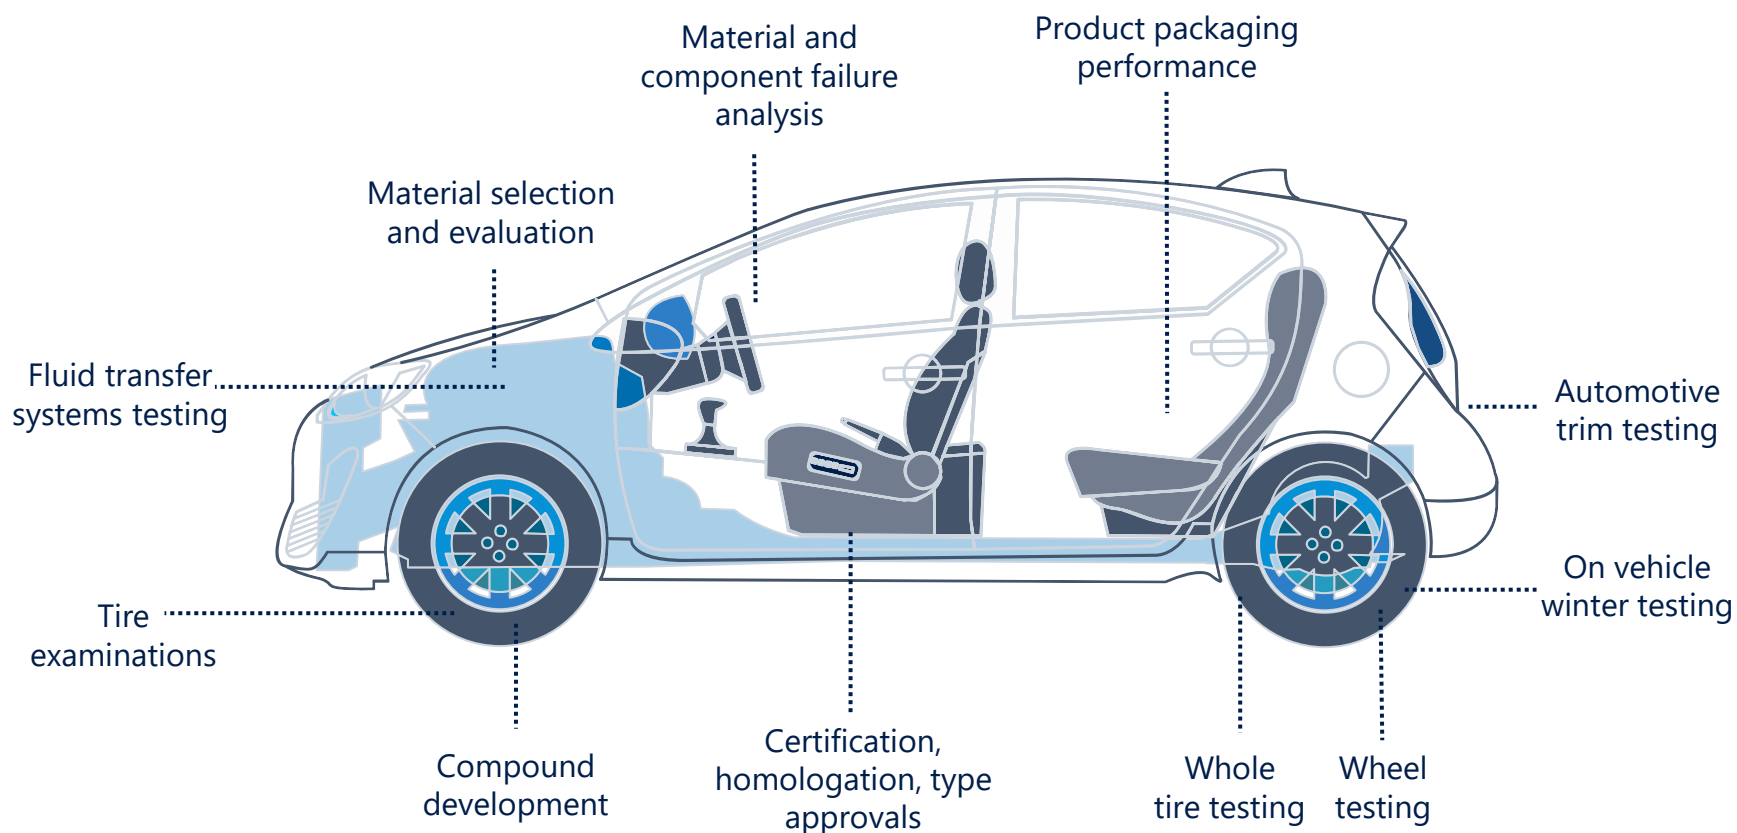 Material and
component failure
analysis
Product packaging
performance
Material selection
and evaluation
Fluid transfer
systems testing
Automotive
trim testing
On vehicle
winter testing
Tire
examinations
Compound
development
Certification,
homologation, type
approvals
Whole
tire testing
Wheel
testing